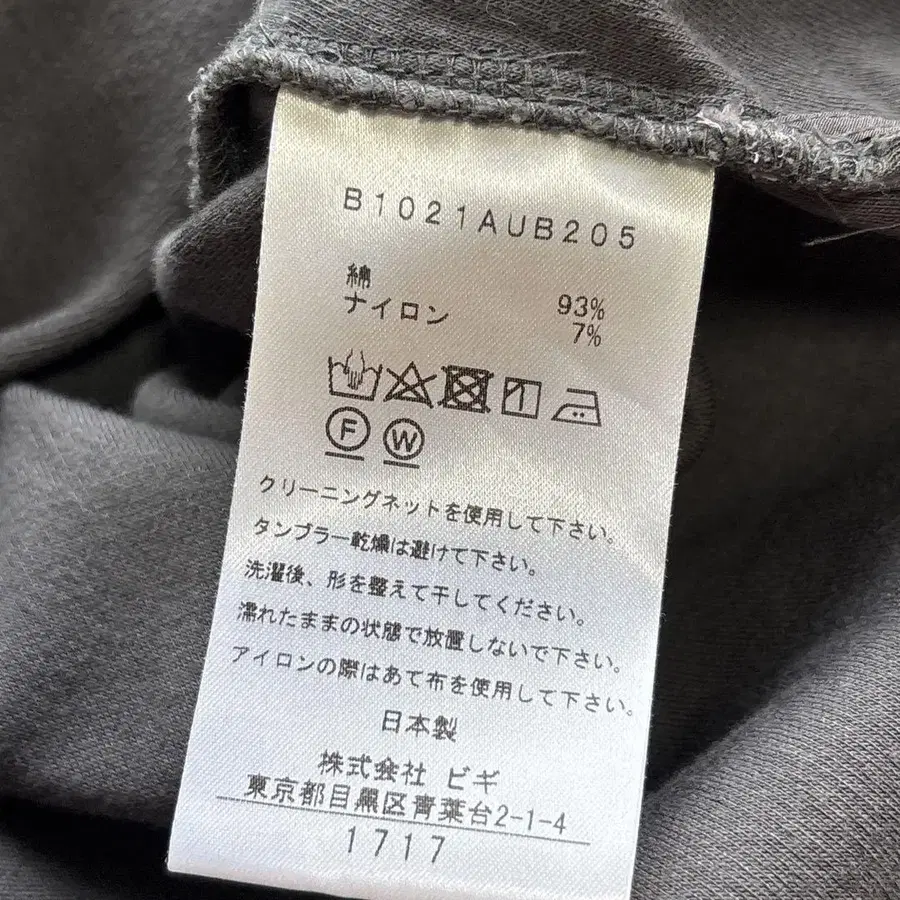 B1021AUB205
綿 93%
ナイロン 7%
F W
クリーニングネットを使用して下さい。
タンブラー乾燥は避けて下さい。
洗濯後、形を整えて干してください。
濡れたままの状態で放置しないで下さい。
アイロンの際はあて布を使用して下さい。
日本製
株式会社 ビギ
東京都目黒区青葉台2-1-4
1717